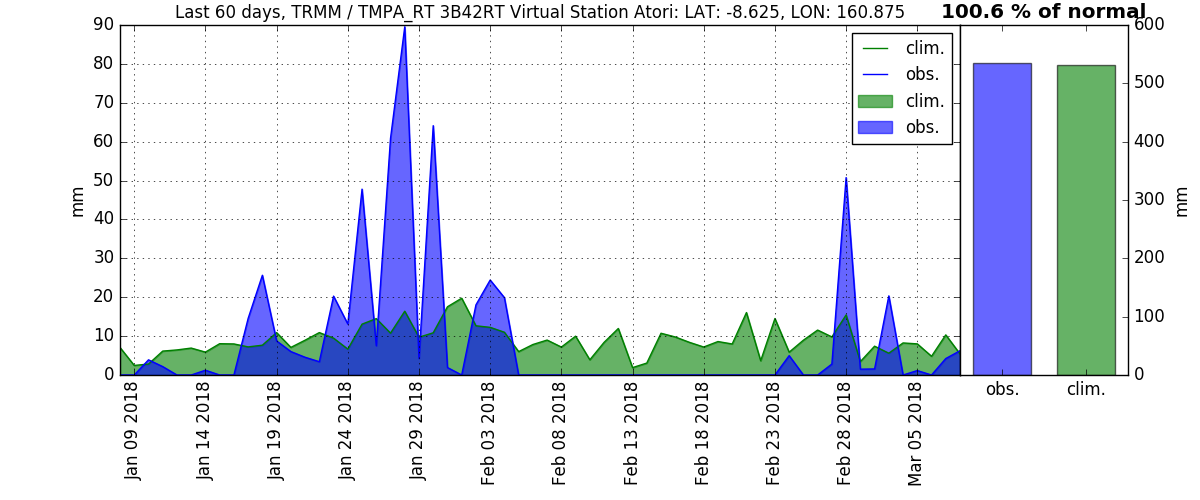 Last 60 days, TRMM / TMPA_RT 3B42RT Virtual Station Atori: LAT: -8.625, LON: 160.875
100.6 % of normal
90
80
70
60
50
40
30
20
10
0
mm
clim.
obs.
clim.
obs.
Jan 09 2018
Jan 14 2018
Jan 19 2018
Jan 24 2018
Jan 29 2018
Feb 03 2018
Feb 08 2018
Feb 13 2018
Feb 18 2018
Feb 23 2018
Feb 28 2018
Mar 05 2018
600
500
400
300
200
100
0
mm
obs.
clim.